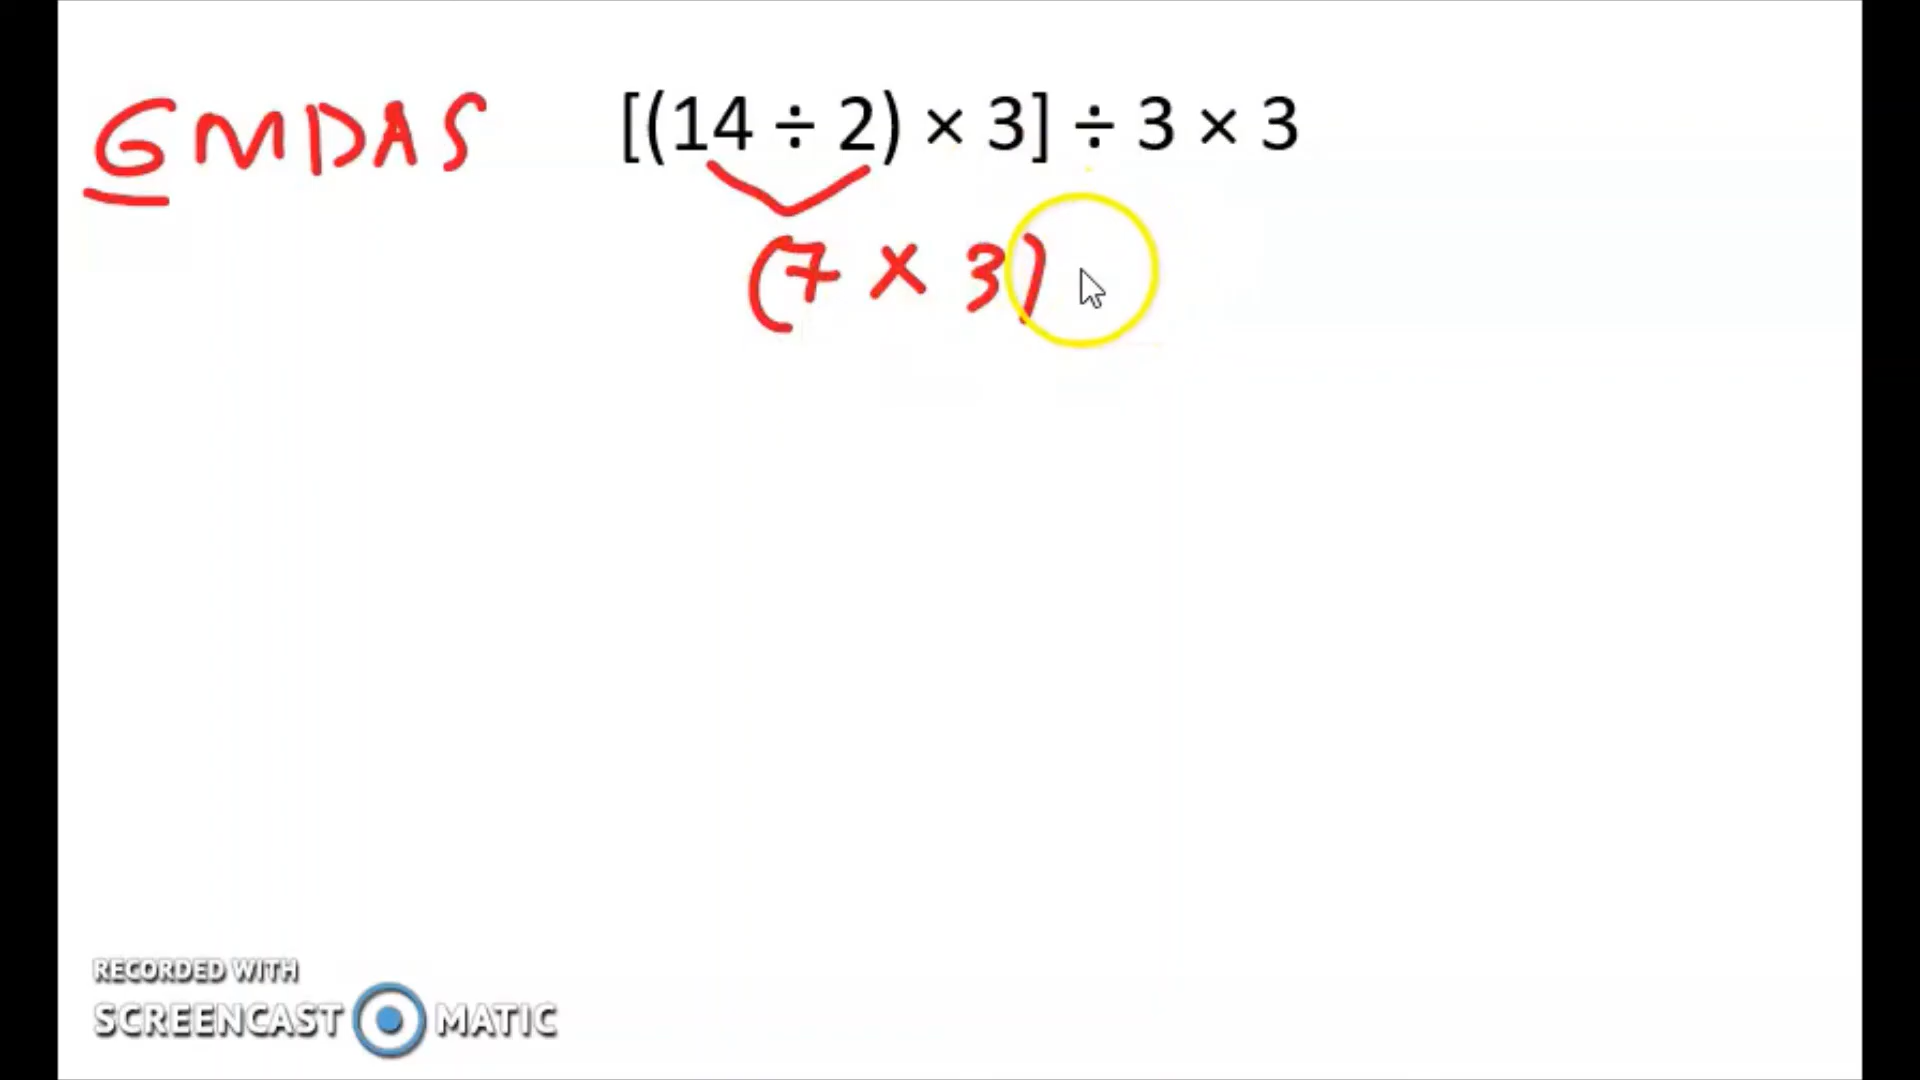 GMDAS [(14 ÷ 2) × 3] ÷ 3 × 3
(7 × 3)
RECORDED WITH
SCREENCAST MATIC